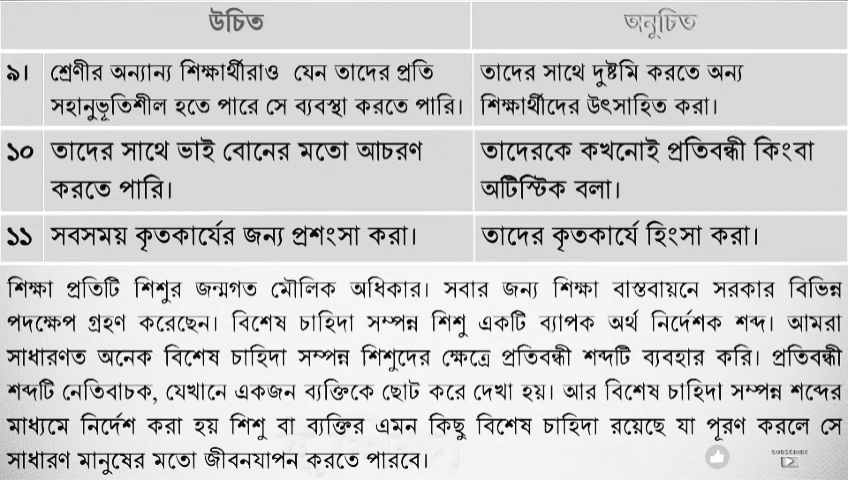 উচিত অনুচিত
৯। শ্রেণীর অন্যান্য শিক্ষার্থীরাও যেন তাদের প্রতি
সহানুভূতিশীল হতে পারে সে ব্যবস্থা করতে পারি।
তাদের সাথে দুষ্টমি করতে অন্য
শিক্ষার্থীদের উৎসাহিত করা।
১০ তাদের সাথে ভাই বোনের মতো আচরণ
করতে পারি।
তাদেরকে কখনোই প্রতিবন্ধী কিংবা
অটিস্টিক বলা।
১১ সবসময় কৃতকার্যের জন্য প্রশংসা করা।
তাদের কৃতকার্যে হিংসা করা।
শিক্ষা প্রতিটি শিশুর জন্মগত মৌলিক অধিকার। সবার জন্য শিক্ষা বাস্তবায়নে সরকার বিভিন্ন
পদক্ষেপ গ্রহণ করেছেন। বিশেষ চাহিদা সম্পন্ন শিশু একটি ব্যাপক অর্থ নির্দেশক শব্দ। আমরা
সাধারণত অনেক বিশেষ চাহিদা সম্পন্ন শিশুদের ক্ষেত্রে প্রতিবন্ধী শব্দটি ব্যবহার করি। প্রতিবন্ধী
শব্দটি নেতিবাচক, যেখানে একজন ব্যক্তিকে ছোট করে দেখা হয়। আর বিশেষ চাহিদা সম্পন্ন শব্দের
মাধ্যমে নির্দেশ করা হয় শিশু বা ব্যক্তির এমন কিছু বিশেষ চাহিদা রয়েছে যা পূরণ করলে সে
সাধারণ মানুষের মতো জীবনযাপন করতে পারবে।
SUBSCRIBE